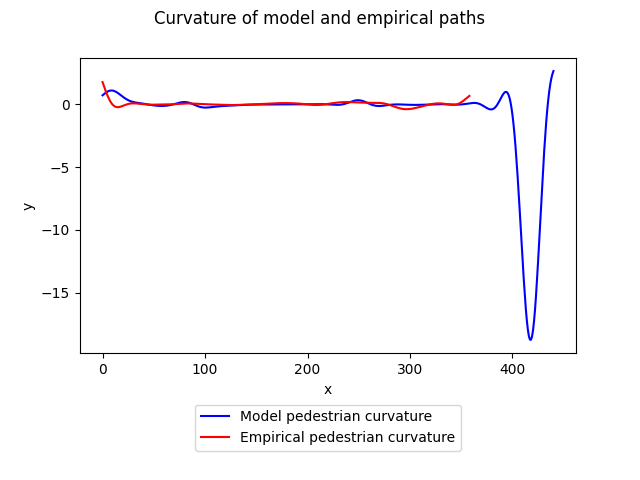 Curvature of model and empirical paths
0
−5
−10
−15
y
0 100 200 300 400
x
Model pedestrian curvature
Empirical pedestrian curvature